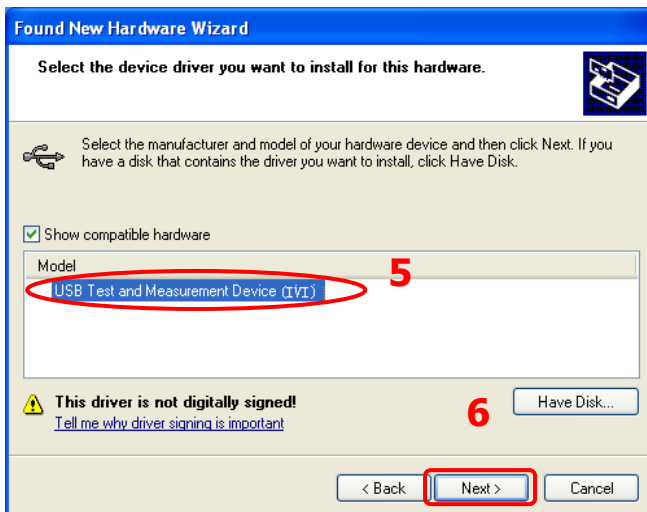 Found New Hardware Wizard
Select the device driver you want to install for this hardware.
Select the manufacturer and model of your hardware device and then click Next. If you
have a disk that contains the driver you want to install, click Have Disk.
Show compatible hardware
Model
5
USB Test and Measurement Device (IVI)
This driver is not digitally signed!
Tell me why driver signing is important
6
Have Disk...
< Back
Next >
Cancel